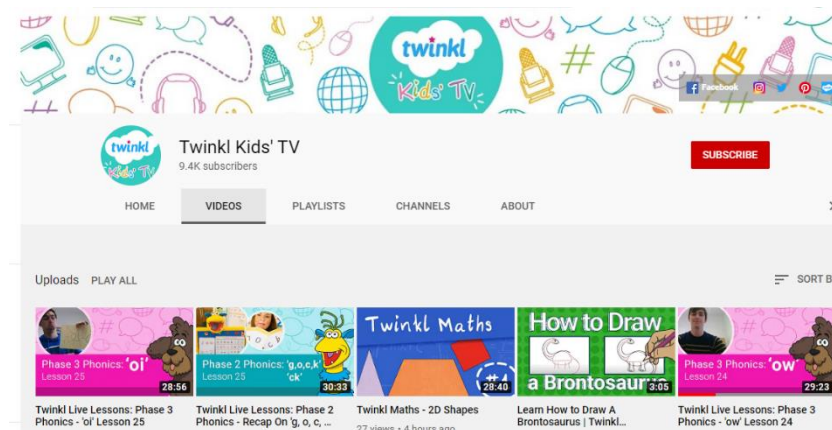 twinkl
Kids' TV
Facebook
twinkl
Kids' TV
Twinkl Kids' TV
9.4K subscribers
SUBSCRIBE
HOME VIDEOS PLAYLISTS CHANNELS ABOUT
Uploads PLAY ALL
SORT B
Phase 3 Phonics: 'oi'
Lesson 25
28:56
Phase 2 Phonics: 'g,o,c,k'
Lesson 25 'ck'
30:33
Twinkl Maths
#1
28:40
How to Draw
a Brontosaurus
3:05
Phase 3 Phonics: 'ow'
Lesson 24
29:23
Twinkl Live Lessons: Phase 3
Phonics - 'oi' Lesson 25
Twinkl Live Lessons: Phase 2
Phonics - Recap On 'g, o, c, ...
Twinkl Maths - 2D Shapes
27 views • 4 hours ago
Learn How to Draw A
Brontosaurus | Twinkl...
Twinkl Live Lessons: Phase 3
Phonics - 'ow' Lesson 24